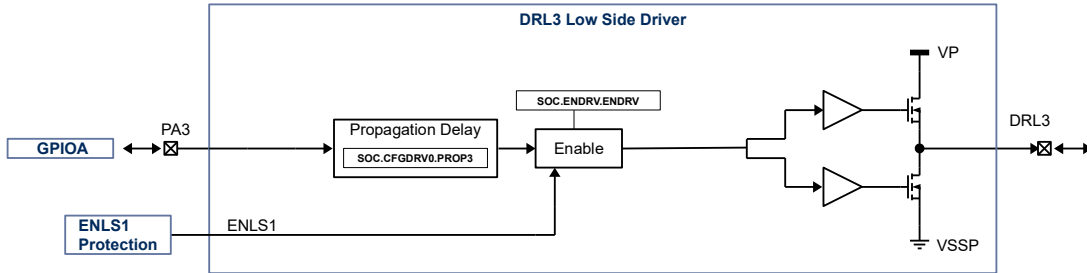 DRL3 Low Side Driver
VP
SOC.ENDRV.ENDRV
PA3
Propagation Delay
DRL3
GPIOA
SOC.CFGDRV0.PROP3
Enable
ENLS1
Protection
ENLS1
VSSP